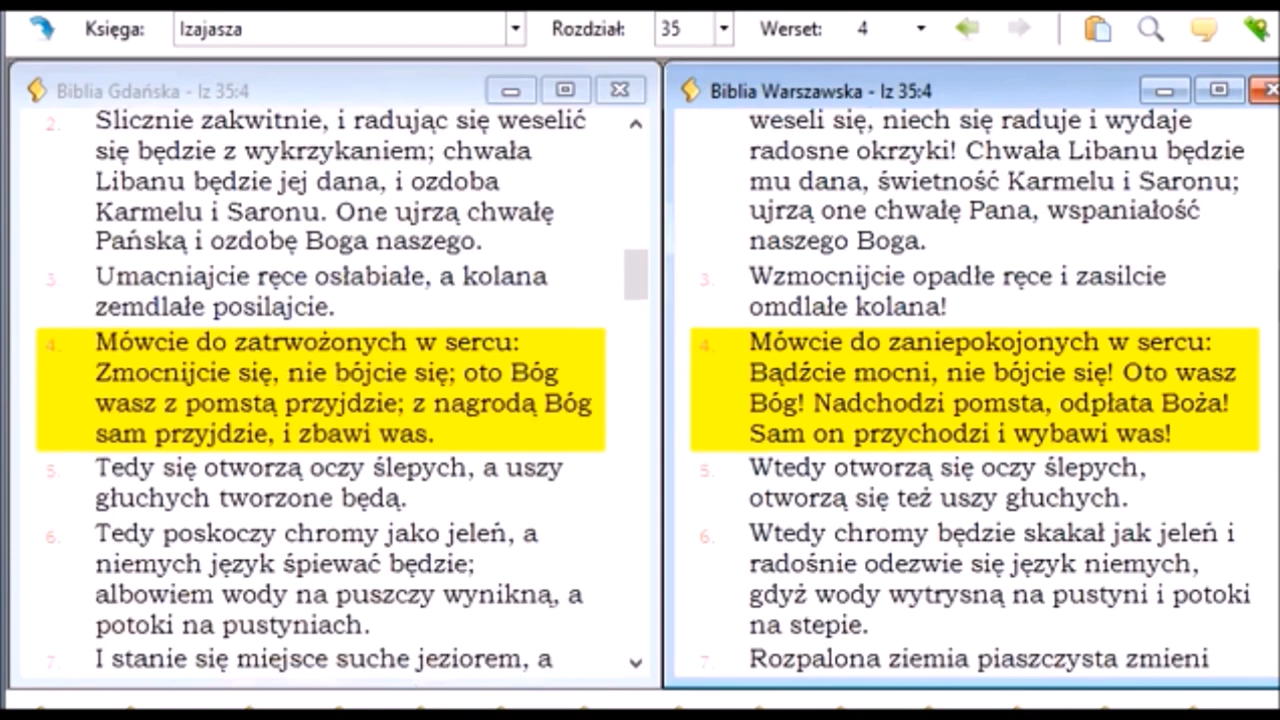 Księga: Izajasza Rozdział: 35 Werset: 4
Biblia Gdańska - Iz 35:4
2. Slicznie zakwitnie, i radując się weselić
się będzie z wykrzykaniem; chwała
Libanu będzie jej dana, i ozdoba
Karmelu i Saronu. One ujrzą chwałę
Pańską i ozdobę Boga naszego.
3. Umacniajcie ręce osłabiałe, a kolana
zemdlałe posilajcie.
4. Mówcie do zatrwożonych w sercu:
Zmocnijcie się, nie bójcie się; oto Bóg
wasz z pomstą przyjdzie; z nagrodą Bóg
sam przyjdzie, i zbawi was.
5. Tedy się otworzą oczy ślepych, a uszy
głuchych tworzone będą.
6. Tedy poskoczy chromy jako jeleń, a
niemych język śpiewać będzie;
albowiem wody na puszczy wynikną, a
potoki na pustyniach.
7. I stanie się miejsce suche jeziorem, a
Biblia Warszawska - Iz 35:4
weseli się, niech się raduje i wydaje
radosne okrzyki! Chwała Libanu będzie
mu dana, świetność Karmelu i Saronu;
ujrzą one chwałę Pana, wspaniałość
naszego Boga.
3. Wzmocnijcie opadłe ręce i zasilcie
omdlałe kolana!
4. Mówcie do zaniepokojonych w sercu:
Bądźcie mocni, nie bójcie się! Oto wasz
Bóg! Nadchodzi pomsta, odpłata Boża!
Sam on przychodzi i wybawi was!
5. Wtedy otworzą się oczy ślepych,
otworzą się też uszy głuchych.
6. Wtedy chromy będzie skakał jak jeleń i
radośnie odezwie się język niemych,
gdyż wody wytrysną na pustyni i potoki
na stepie.
7. Rozpalona ziemia piaszczysta zmieni